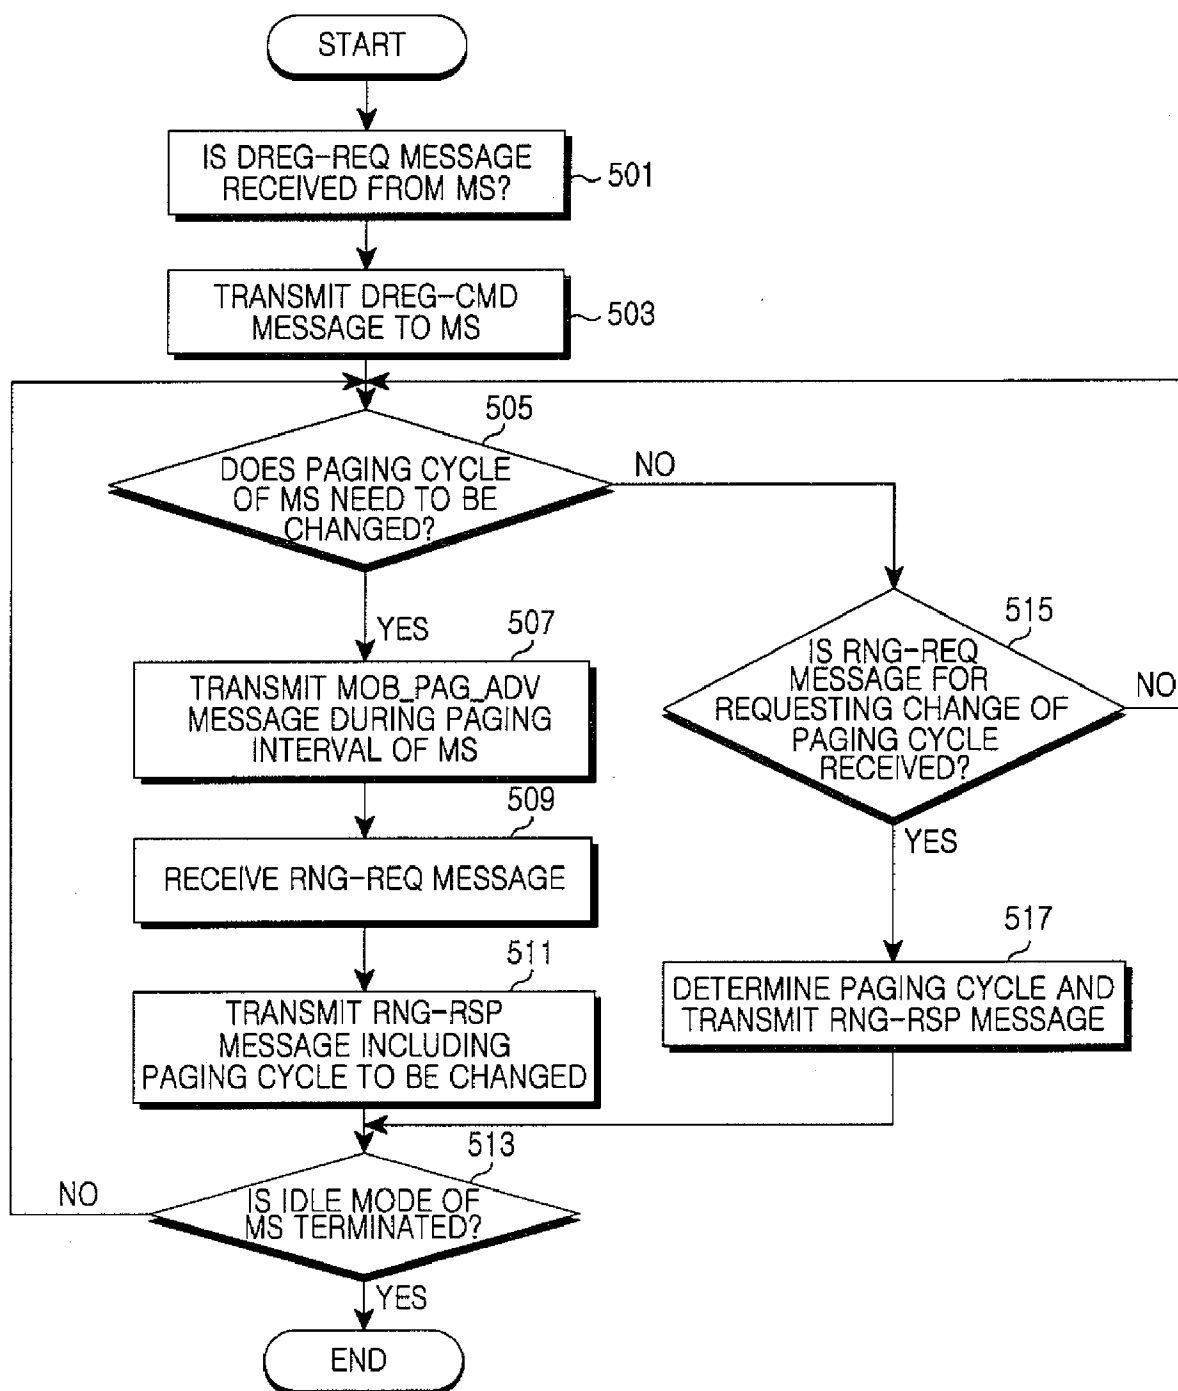 START
IS DREG-REQ MESSAGE
RECEIVED FROM MS?
501
TRANSMIT DREG-CMD
MESSAGE TO MS
503
505
DOES PAGING CYCLE
OF MS NEED TO BE
CHANGED?
NO
YES
507
TRANSMIT MOB_PAG_ADV
MESSAGE DURING PAGING
INTERVAL OF MS
515
IS RNG-REQ
MESSAGE FOR
REQUESTING CHANGE OF
PAGING CYCLE
RECEIVED?
NO
YES
509
RECEIVE RNG-REQ MESSAGE
511
TRANSMIT RNG-RSP
MESSAGE INCLUDING
PAGING CYCLE TO BE CHANGED
517
DETERMINE PAGING CYCLE AND
TRANSMIT RNG-RSP MESSAGE
513
IS IDLE MODE OF
MS TERMINATED?
NO
YES
END